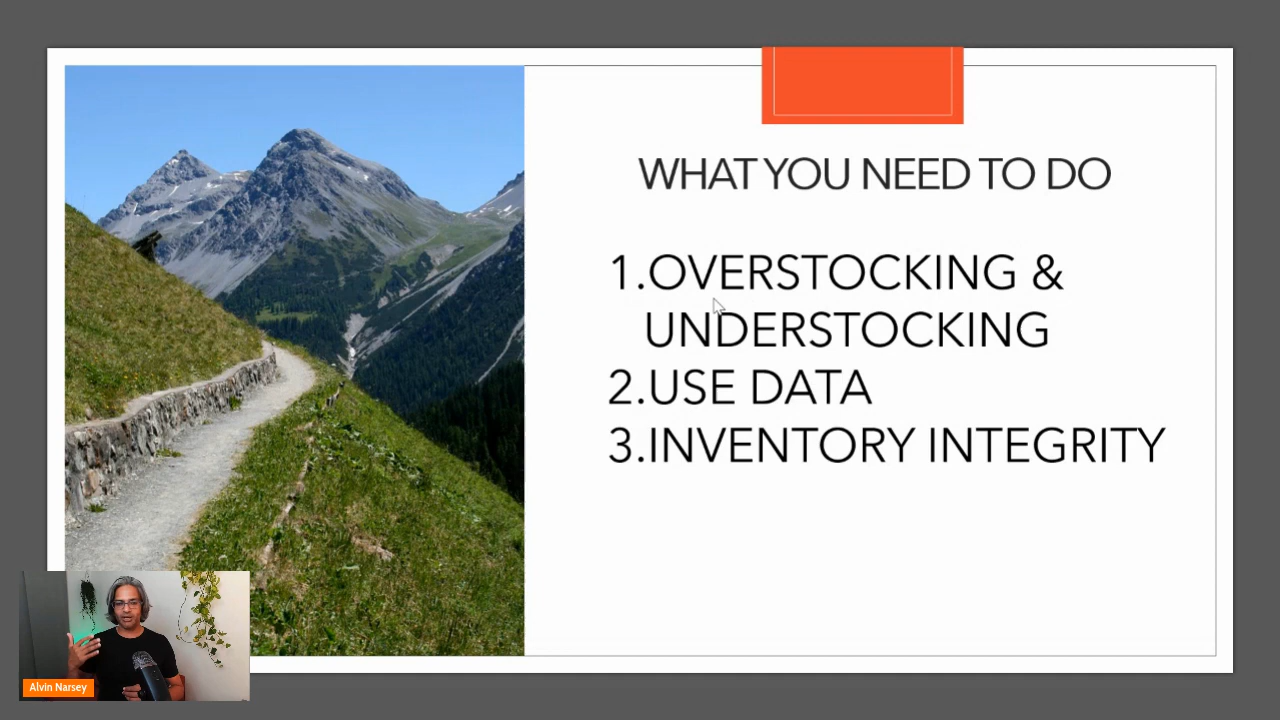 WHAT YOU NEED TO DO
1.OVERSTOCKING &
UNDERSTOCKING
2.USE DATA
3.INVENTORY INTEGRITY
Alvin Narsey